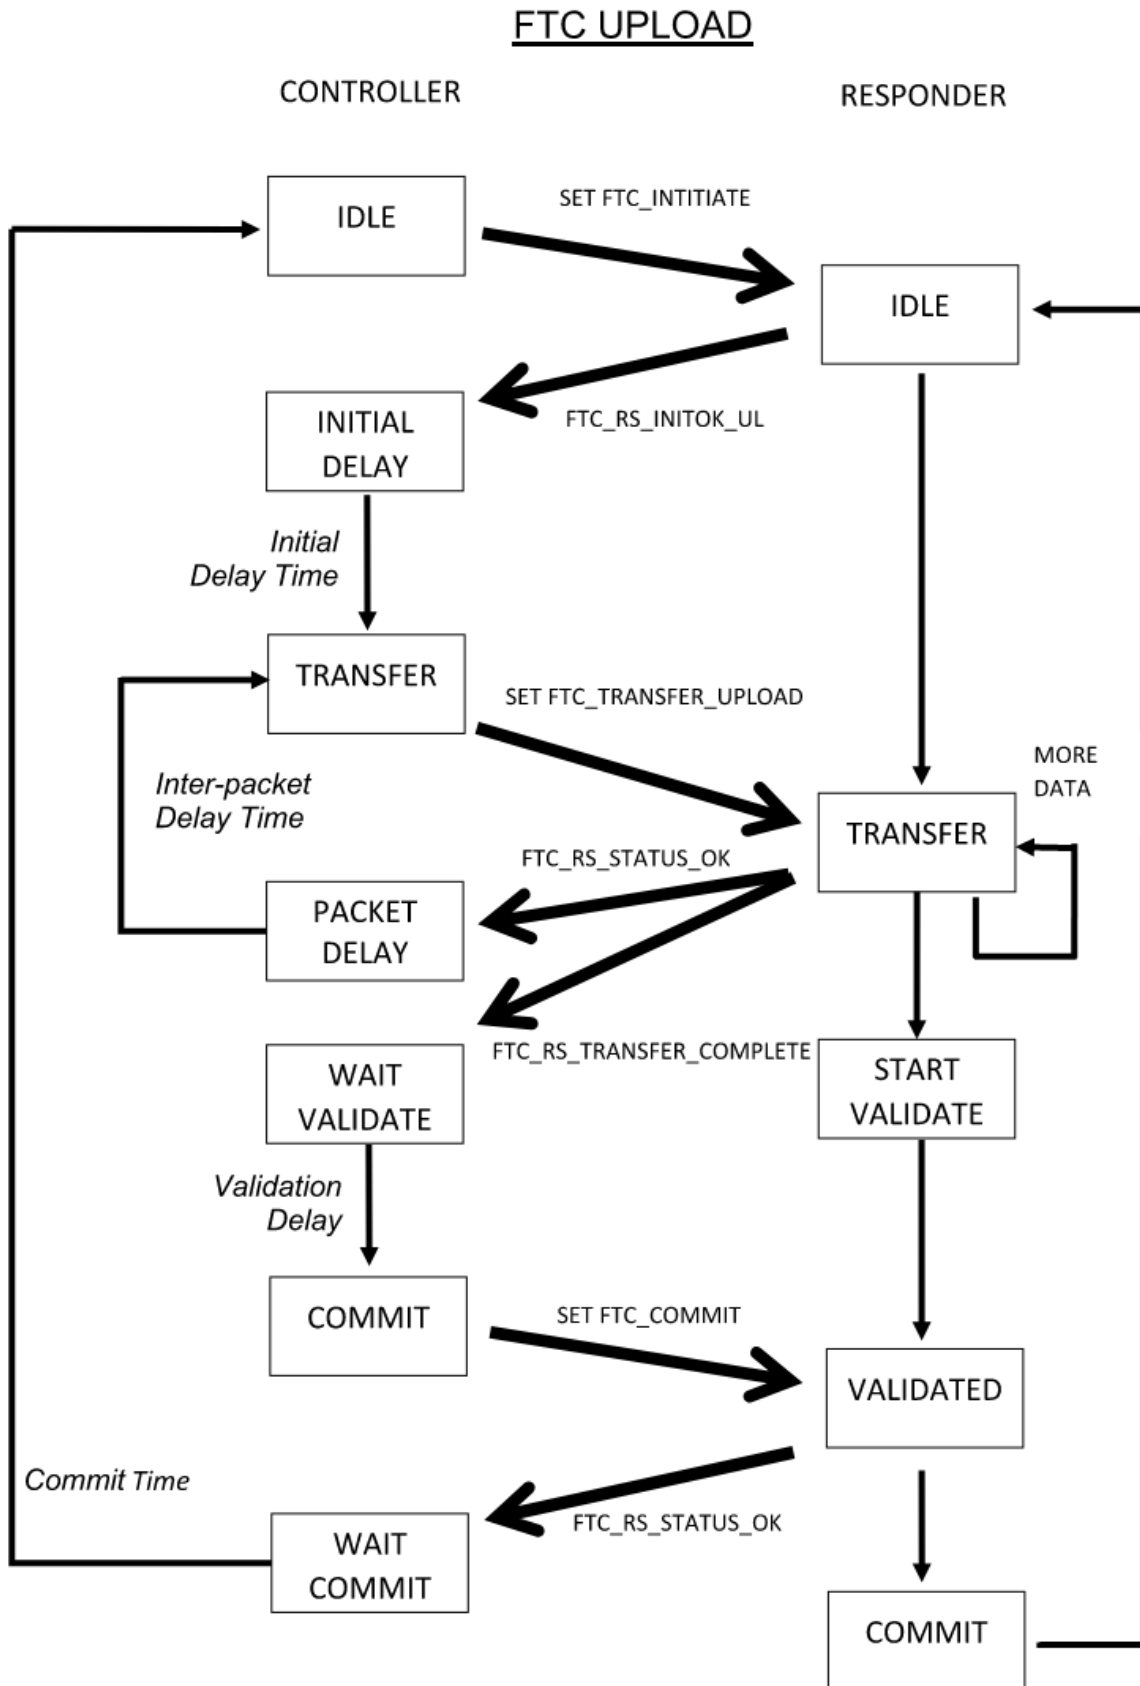 FTC UPLOAD
CONTROLLER
RESPONDER
IDLE
SET FTC_INTITIATE
IDLE
FTC_RS_INITOK_UL
INITIAL
DELAY
Initial
Delay Time
TRANSFER
SET FTC_TRANSFER_UPLOAD
MORE
DATA
Inter-packet
Delay Time
TRANSFER
FTC_RS_STATUS_OK
PACKET
DELAY
FTC_RS_TRANSFER_COMPLETE
WAIT
VALIDATE
START
VALIDATE
Validation
Delay
COMMIT
SET FTC_COMMIT
VALIDATED
Commit Time
FTC_RS_STATUS_OK
WAIT
COMMIT
COMMIT